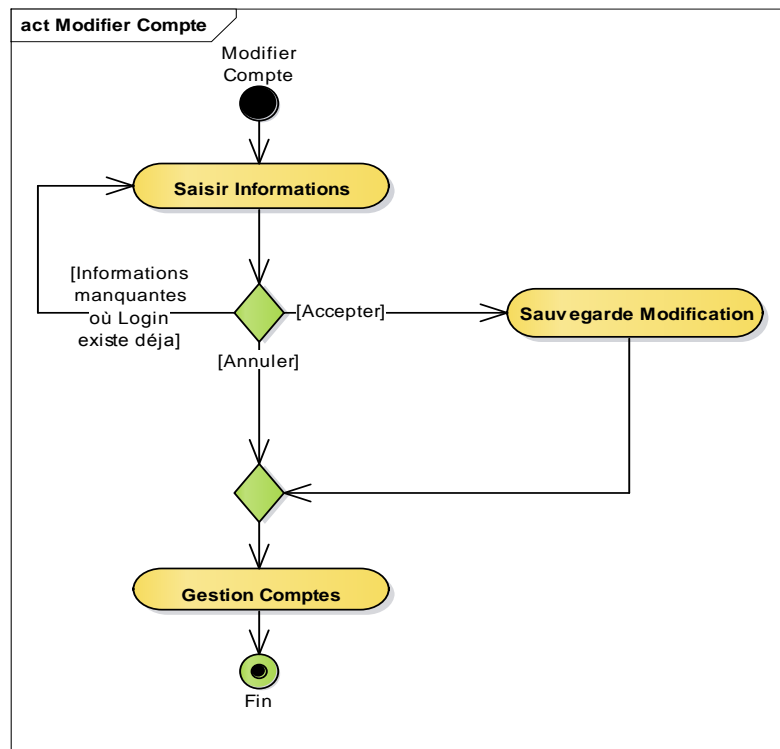 act Modifier Compte
Modifier
Compte
Saisir Informations
[Informations
manquantes
où Login
existe déja]
[Accepter]
Sauvegarde Modification
[Annuler]
Gestion Comptes
Fin